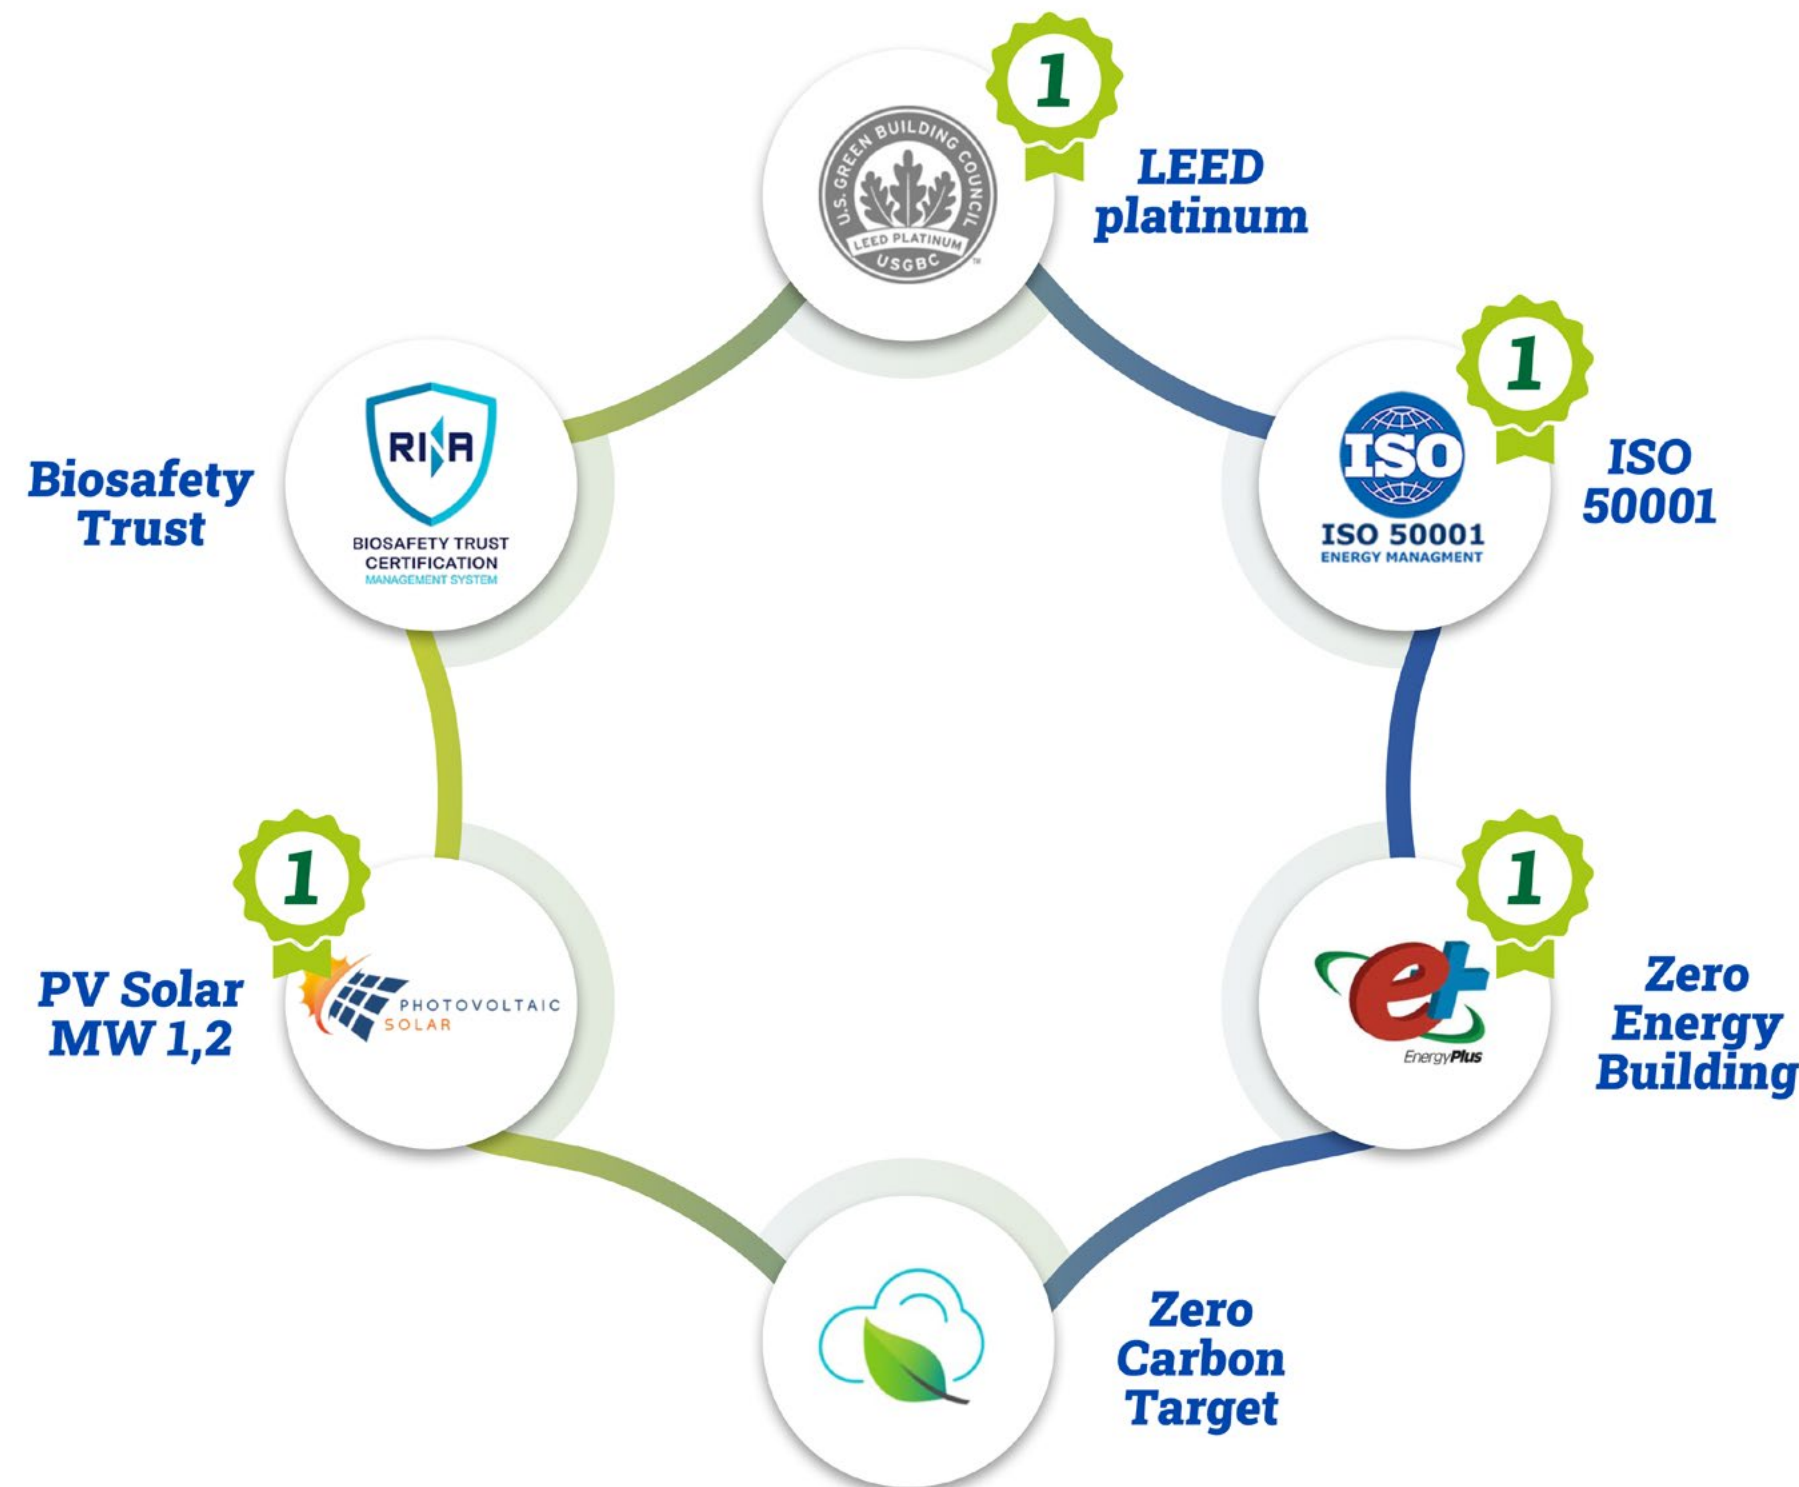 1
U.S. GREEN BUILDING COUNCIL
LEED PLATINUM
USGBC
™
LEED
platinum
1
ISO
ISO 50001
ENERGY MANAGMENT
ISO
50001
1
e+
EnergyPlus
Zero
Energy
Building
Zero
Carbon
Target
1
PHOTOVOLTAIC
SOLAR
PV Solar
MW 1,2
RINA
BIOSAFETY TRUST
CERTIFICATION
MANAGEMENT SYSTEM
Biosafety
Trust